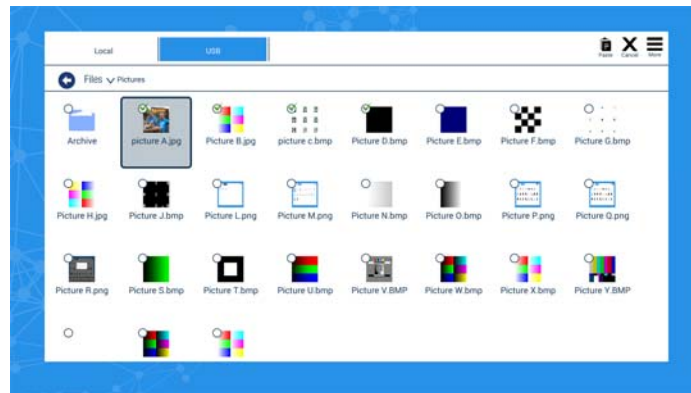 Local USB Paste Cancel More
Files Pictures
Archive picture A.jpg Picture B.jpg picture c.bmp Picture D.bmp Picture E.bmp Picture F.bmp Picture G.bmp
Picture H.jpg Picture J.bmp Picture L.png Picture M.png Picture N.bmp Picture O.bmp Picture P.png Picture Q.png
Picture R.png Picture S.bmp Picture T.bmp Picture U.bmp Picture V.BMP Picture W.bmp Picture X.bmp Picture Y.BMP